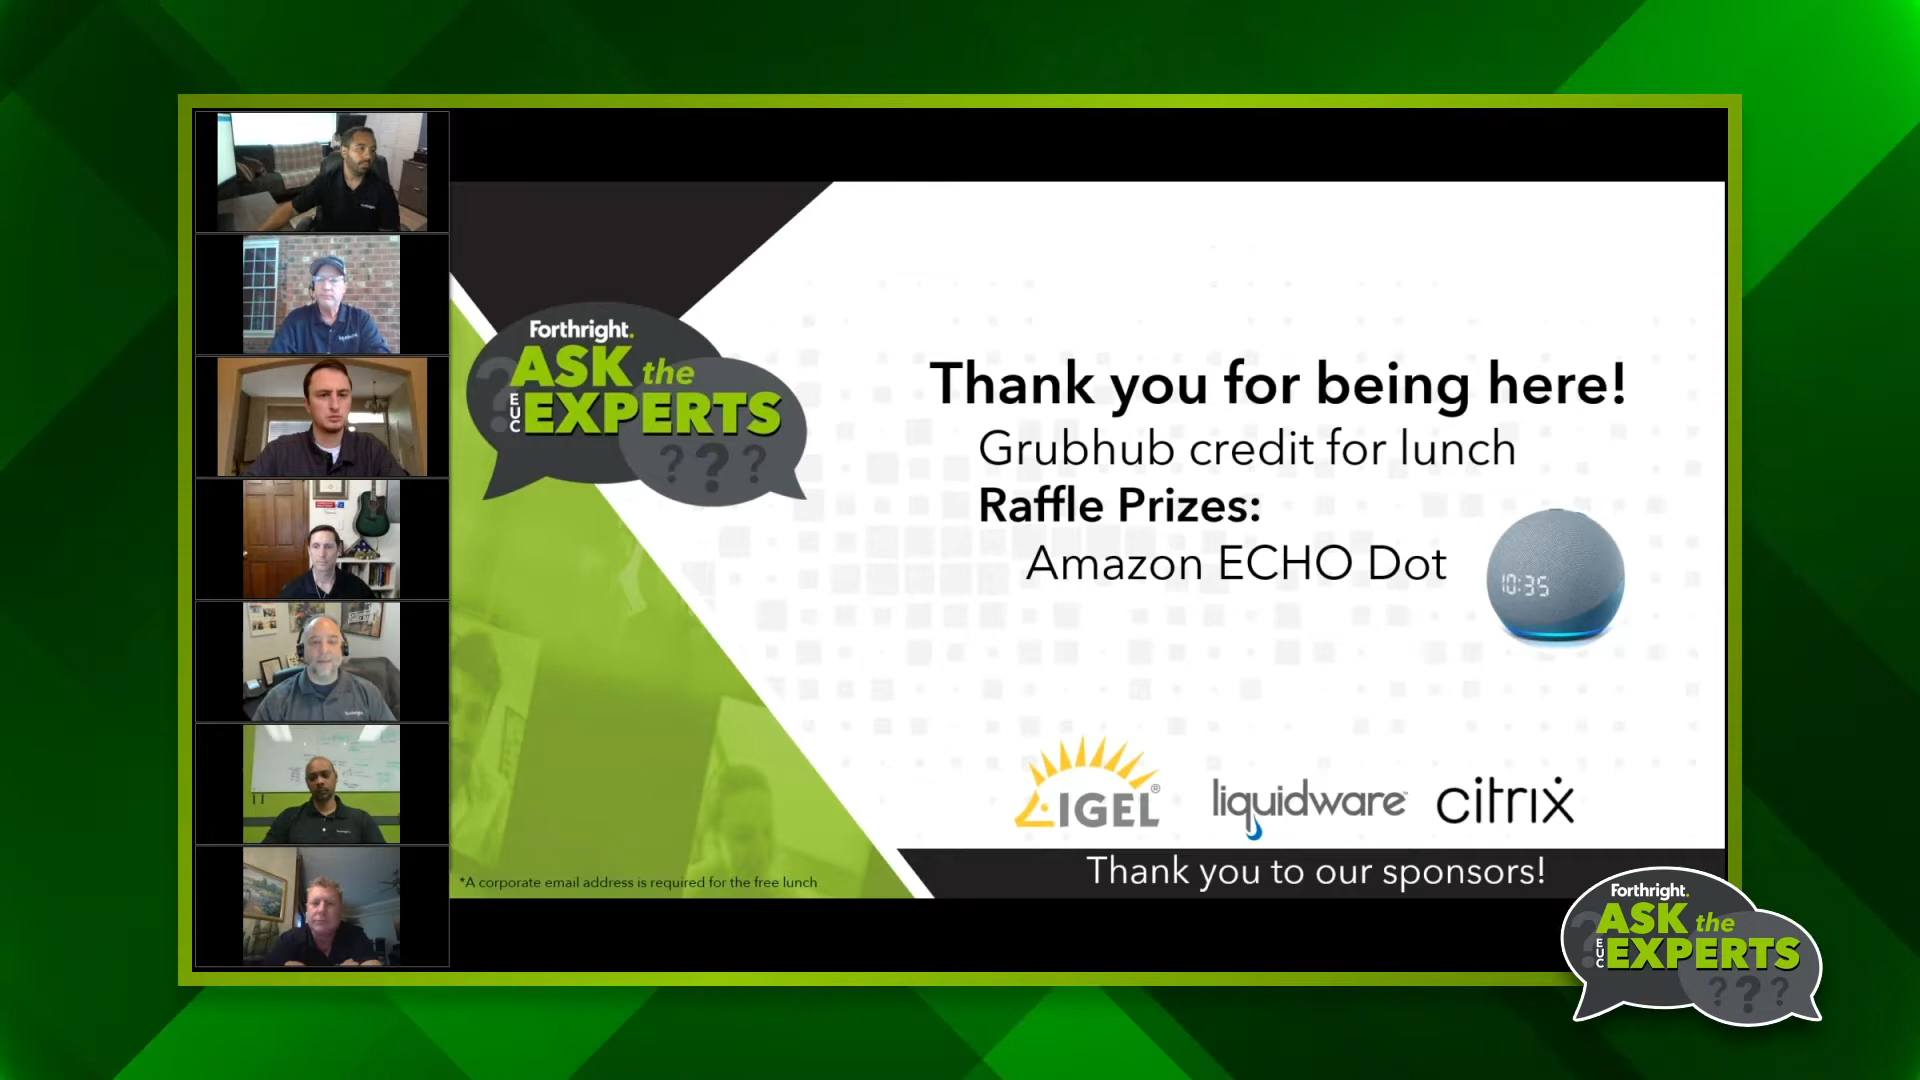 Forthright.
ASK the
EUC EXPERTS
? ? ? ?
Thank you for being here!
Grubhub credit for lunch
Raffle Prizes:
Amazon ECHO Dot
10:35
IGEL®
liquidware™
citrix
*A corporate email address is required for the free lunch
Thank you to our sponsors!
Forthright.
ASK the
EUC EXPERTS
? ? ? ?